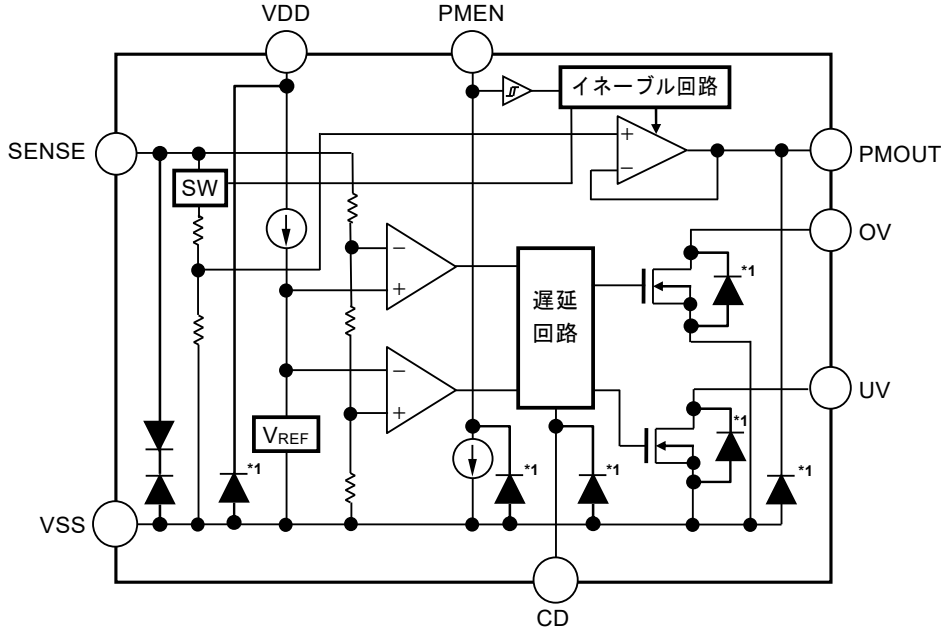 VDD
PMEN
イネーブル回路
SENSE
SW
+
−
PMOUT
OV
*1
−
+
遅延
回路
UV
−
+
*1
VREF
*1
*1
*1
*1
VSS
CD